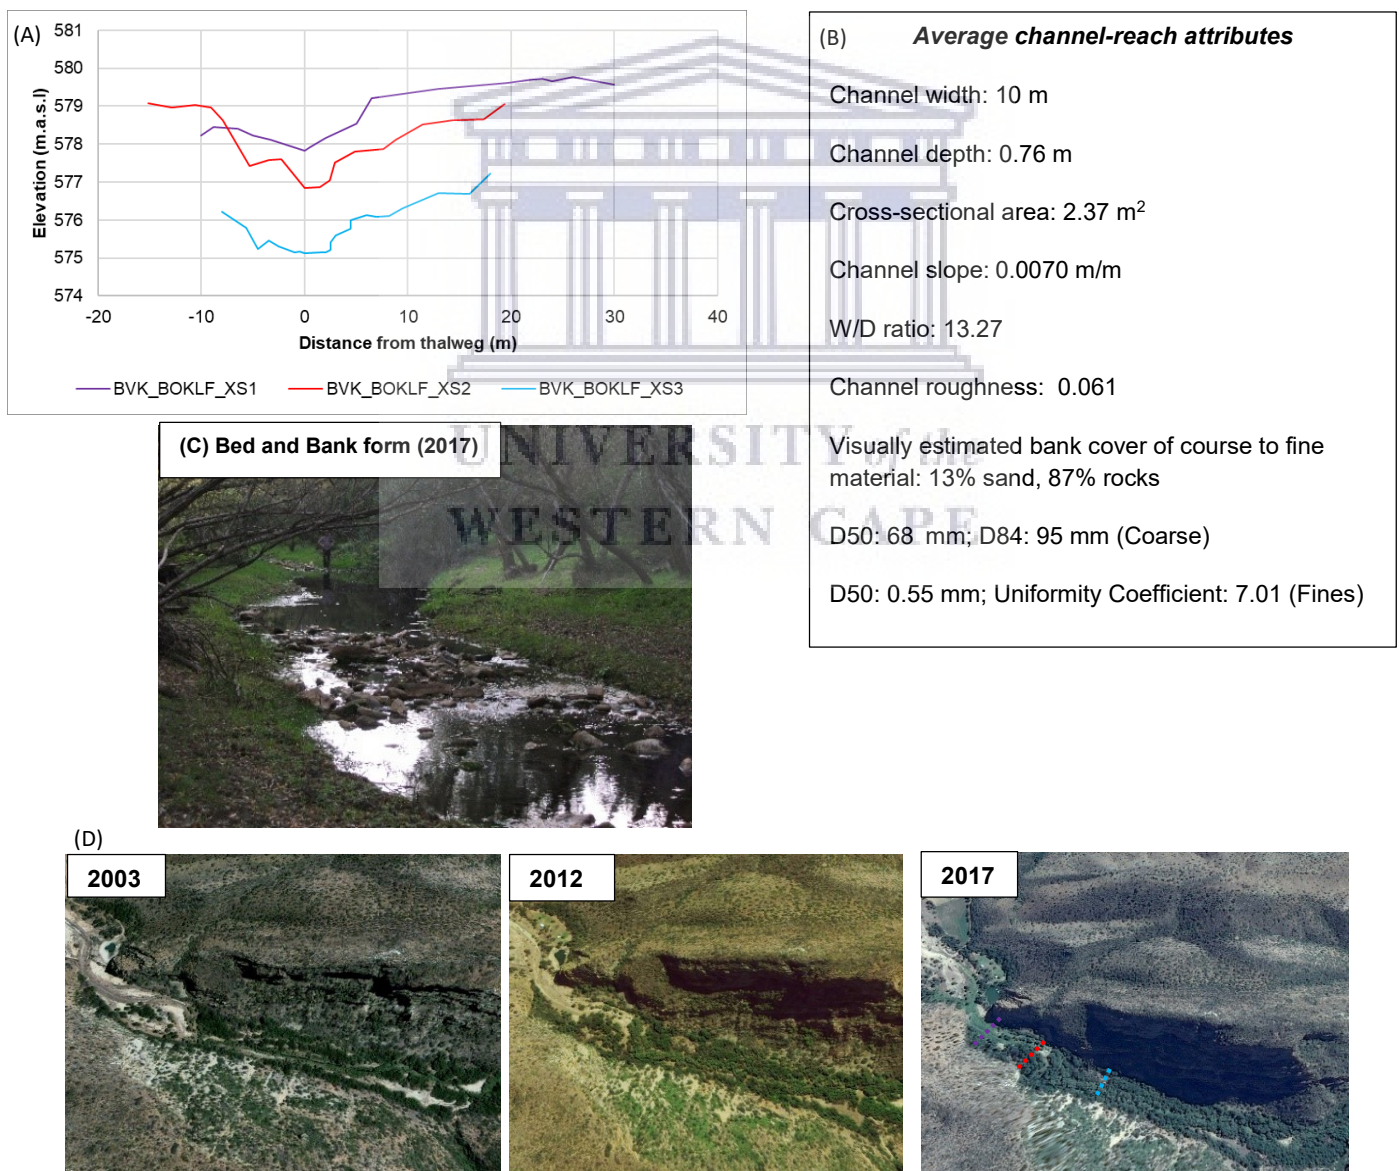 (A)
581
580
579
578
577
576
575
574
Elevation (m.a.s.l)
-20 -10 0 10 20 30 40
Distance from thalweg (m)
BVK_BOKLF_XS1 BVK_BOKLF_XS2 BVK_BOKLF_XS3
(B) Average channel-reach attributes
Channel width: 10 m
Channel depth: 0.76 m
Cross-sectional area: 2.37 m²
Channel slope: 0.0070 m/m
W/D ratio: 13.27
Channel roughness: 0.061
Visually estimated bank cover of course to fine
material: 13% sand, 87% rocks
D50: 68 mm; D84: 95 mm (Coarse)
D50: 0.55 mm; Uniformity Coefficient: 7.01 (Fines)
UNIVERSITY of the
WESTERN CAPE
(C) Bed and Bank form (2017)
(D)
2003
2012
2017